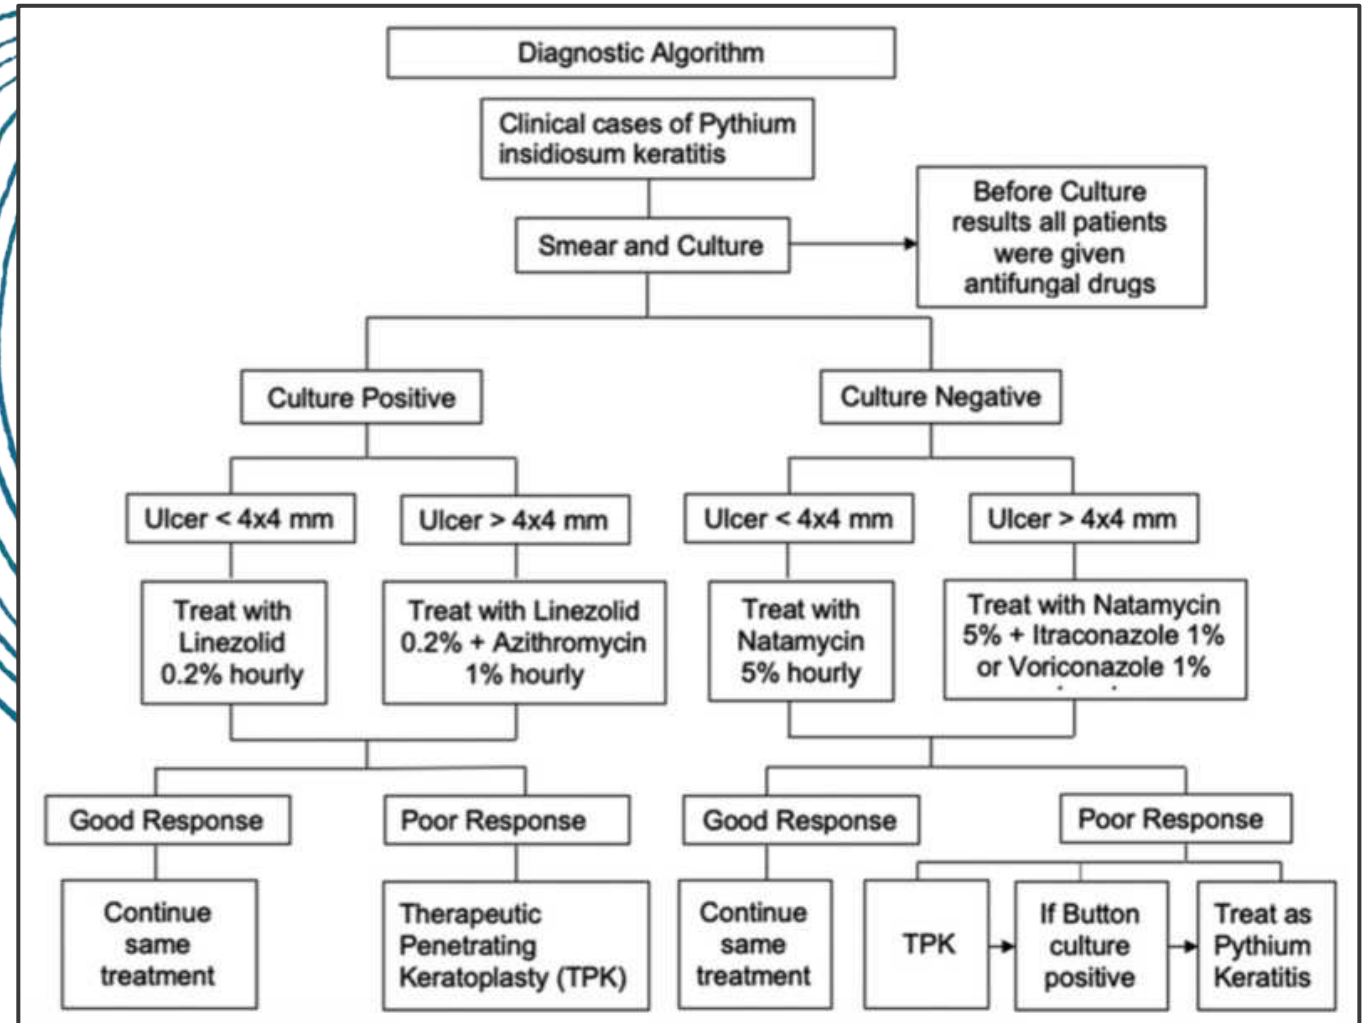 Diagnostic Algorithm
Clinical cases of Pythium
insidiosum keratitis
Smear and Culture
Before Culture
results all patients
were given
antifungal drugs
Culture Positive
Culture Negative
Ulcer < 4x4 mm
Ulcer > 4x4 mm
Ulcer < 4x4 mm
Ulcer > 4x4 mm
Treat with
Linezolid
0.2% hourly
Treat with Linezolid
0.2% + Azithromycin
1% hourly
Treat with
Natamycin
5% hourly
Treat with Natamycin
5% + Itraconazole 1%
or Voriconazole 1%
Good Response
Poor Response
Good Response
Poor Response
Continue
same
treatment
Therapeutic
Penetrating
Keratoplasty (TPK)
Continue
same
treatment
TPK
If Button
culture
positive
Treat as
Pythium
Keratitis